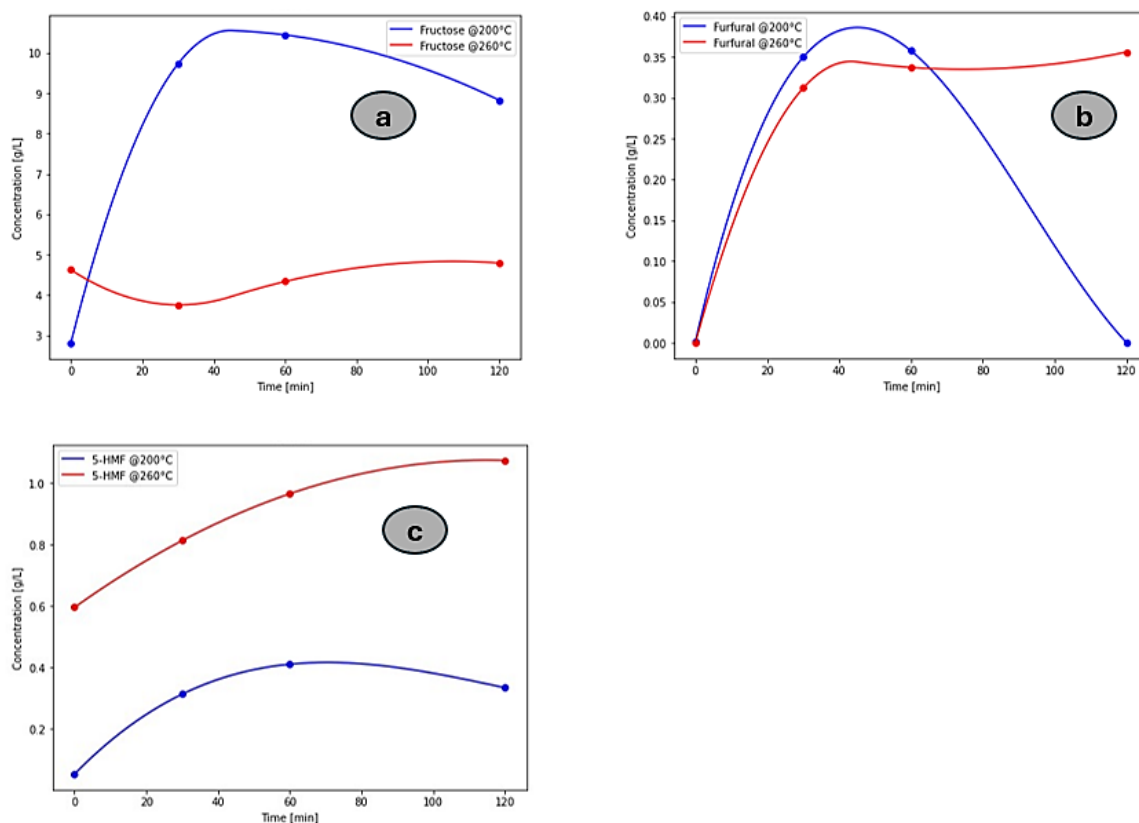 Fructose @200°C
Fructose @260°C
10
9
8
7
6
5
4
3
Concentration [g/L]
a
0 20 40 60 80 100 120
Time [min]
Furfural @200°C
Furfural @260°C
0.40
0.35
0.30
0.25
0.20
0.15
0.10
0.05
0.00
Concentration [g/L]
b
0 20 40 60 80 100 120
Time [min]
5-HMF @200°C
5-HMF @260°C
1.0
0.8
0.6
0.4
0.2
Concentration [g/L]
c
0 20 40 60 80 100 120
Time [min]